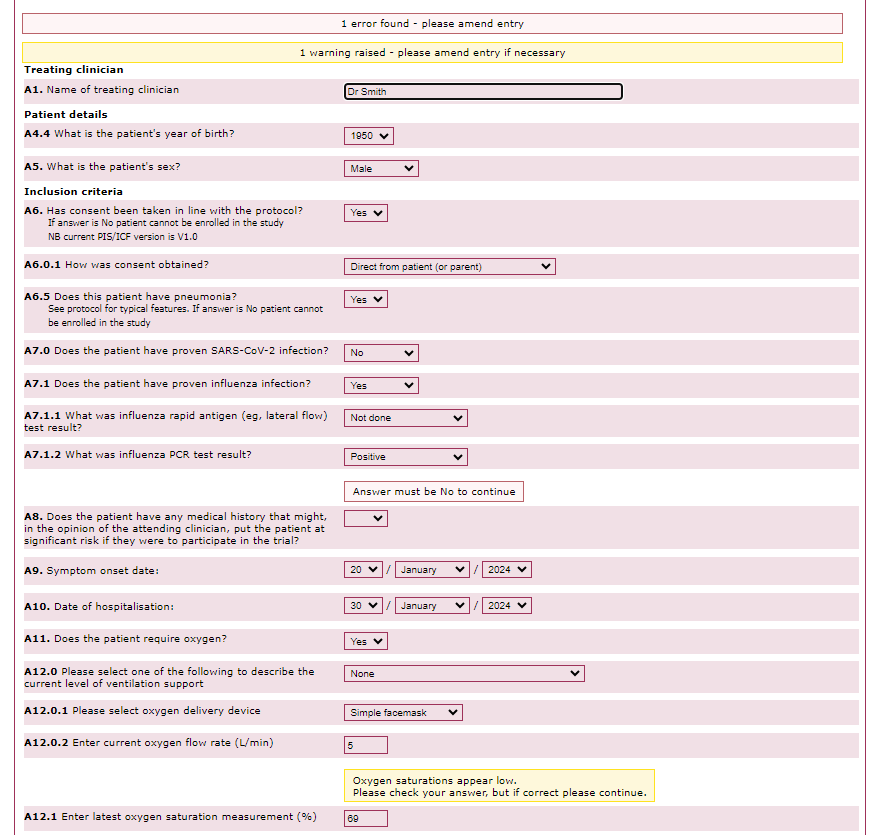 1 error found - please amend entry
1 warning raised - please amend entry if necessary
Treating clinician
A1. Name of treating clinician
Dr Smith
Patient details
A4.4 What is the patient's year of birth?
1950
A5. What is the patient's sex?
Male
Inclusion criteria
A6. Has consent been taken in line with the protocol?
If answer is No patient cannot be enrolled in the study
NB current PIS/ICF version is V1.0
Yes
A6.0.1 How was consent obtained?
Direct from patient (or parent)
A6.5 Does this patient have pneumonia?
See protocol for typical features. If answer is No patient cannot
be enrolled in the study
Yes
A7.0 Does the patient have proven SARS-CoV-2 infection?
No
A7.1 Does the patient have proven influenza infection?
Yes
A7.1.1 What was influenza rapid antigen (eg, lateral flow)
test result?
Not done
A7.1.2 What was influenza PCR test result?
Positive
Answer must be No to continue
A8. Does the patient have any medical history that might,
in the opinion of the attending clinician, put the patient at
significant risk if they were to participate in the trial?
A9. Symptom onset date:
20 / January / 2024
A10. Date of hospitalisation:
30 / January / 2024
A11. Does the patient require oxygen?
Yes
A12.0 Please select one of the following to describe the
current level of ventilation support
None
A12.0.1 Please select oxygen delivery device
Simple facemask
A12.0.2 Enter current oxygen flow rate (L/min)
5
Oxygen saturations appear low.
Please check your answer, but if correct please continue.
A12.1 Enter latest oxygen saturation measurement (%)
69